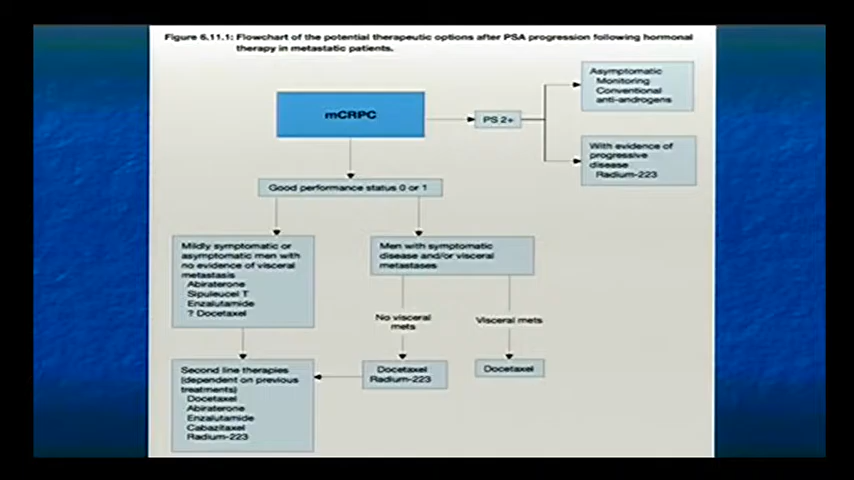 Figure 6.11.1: Flowchart of the potential therapeutic options after PSA progression following hormonal
therapy in metastatic patients.
mCRPC
PS 2+
Asymptomatic
Monitoring
Conventional
anti-androgens
With evidence of
progressive
disease
Radium-223
Good performance status 0 or 1
Mildly symptomatic or
asymptomatic men with
no evidence of visceral
metastasis
Abiraterone
Sipuleucel T
Enzalutamide
? Docetaxel
Men with symptomatic
disease and/or visceral
metastases
No visceral
mets
Visceral mets
Docetaxel
Radium-223
Docetaxel
Second line therapies
(dependent on previous
treatments)
Docetaxel
Abiraterone
Enzalutamide
Cabazitaxel
Radium-223